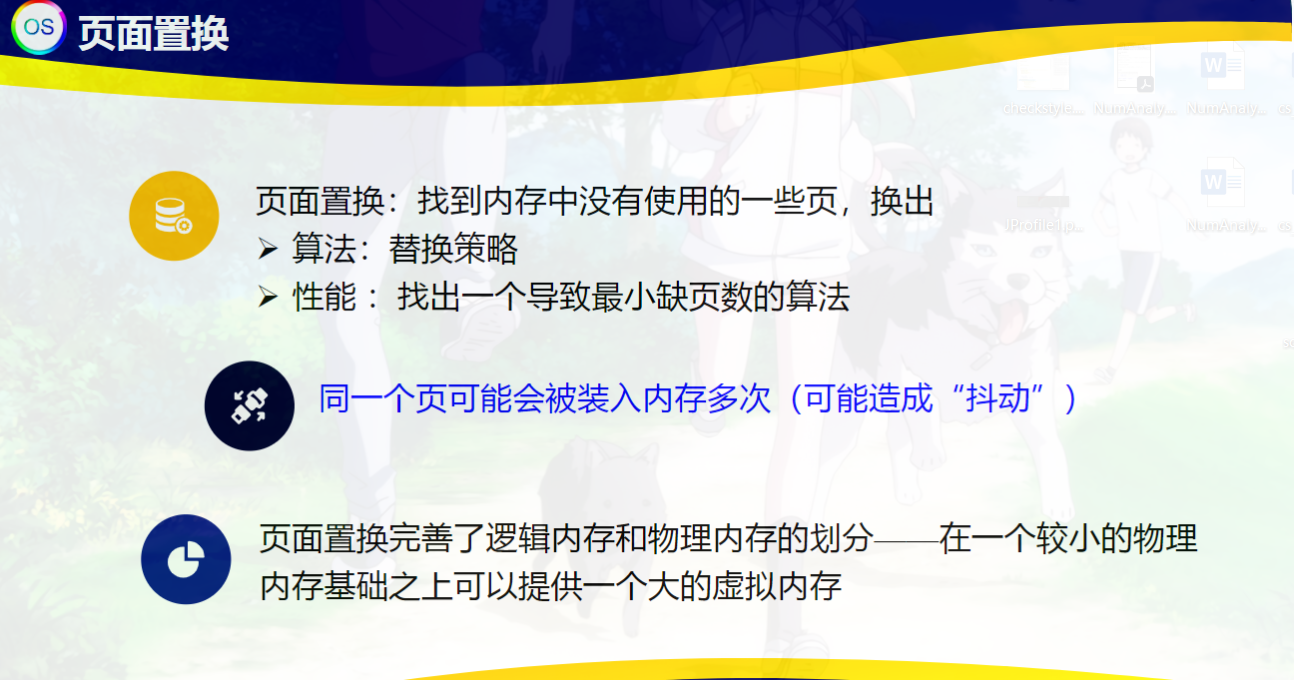 OS 页面置换
checkstyle... NumAnaly... NumAnaly... cs
页面置换：找到内存中没有使用的一些页，换出
➢ 算法：替换策略
NumAnaly...
➢ 性能 ：找出一个导致最小缺页数的算法
同一个页可能会被装入内存多次（可能造成“抖动”）
页面置换完善了逻辑内存和物理内存的划分——在一个较小的物理
内存基础之上可以提供一个大的虚拟内存